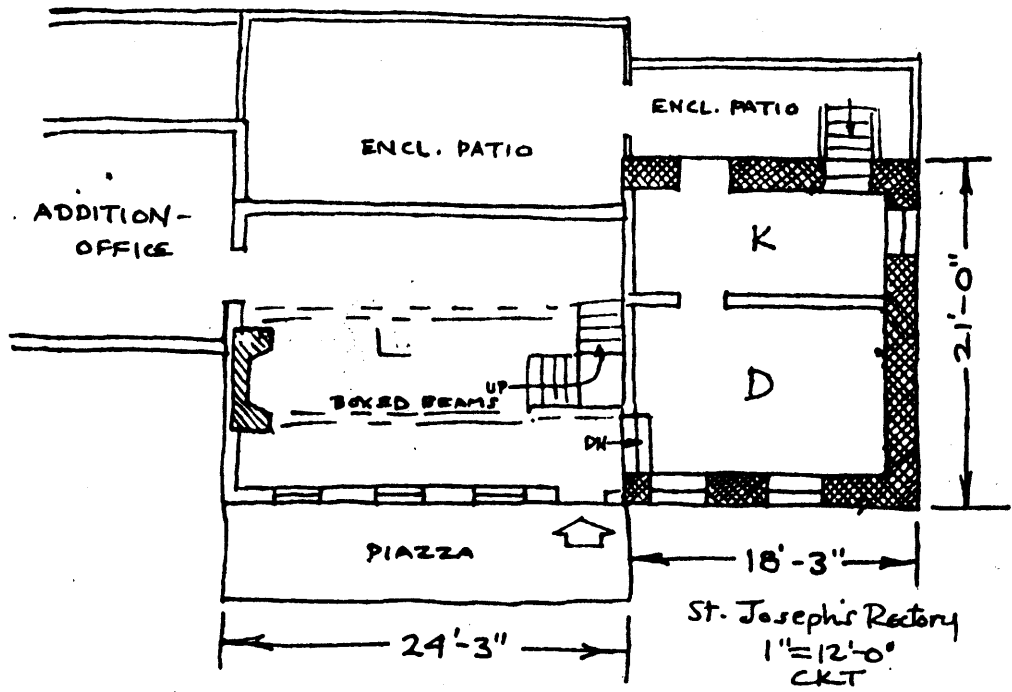 ENCL. PATIO
ENCL. PATIO
ADDITION-
OFFICE
K
21'-0"
L
D
UP
BOXED BEAMS
DN
PIAZZA
18'-3"
24'-3"
St. Joseph's Rectory
1"=12'-0"
CKT